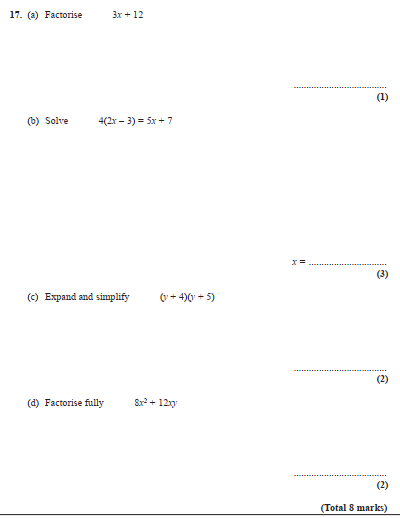 17. (a) Factorise 3x + 12
(1)
(b) Solve 4(2x – 3) = 5x + 7
x = ................................
(3)
(c) Expand and simplify (y + 4)(y + 5)
(2)
(d) Factorise fully 8x² + 12xy
(2)
(Total 8 marks)